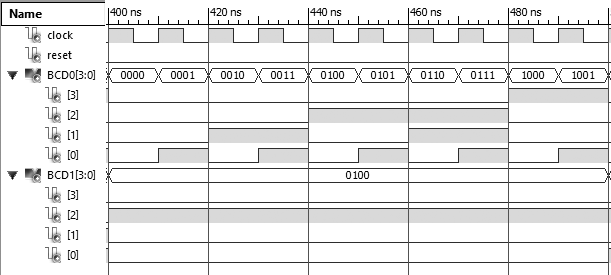 Name 400 ns 420 ns 440 ns 460 ns 480 ns
clock
reset
BCD0[3:0] 0000 0001 0010 0011 0100 0101 0110 0111 1000 1001
[3]
[2]
[1]
[0]
BCD1[3:0] 0100
[3]
[2]
[1]
[0]